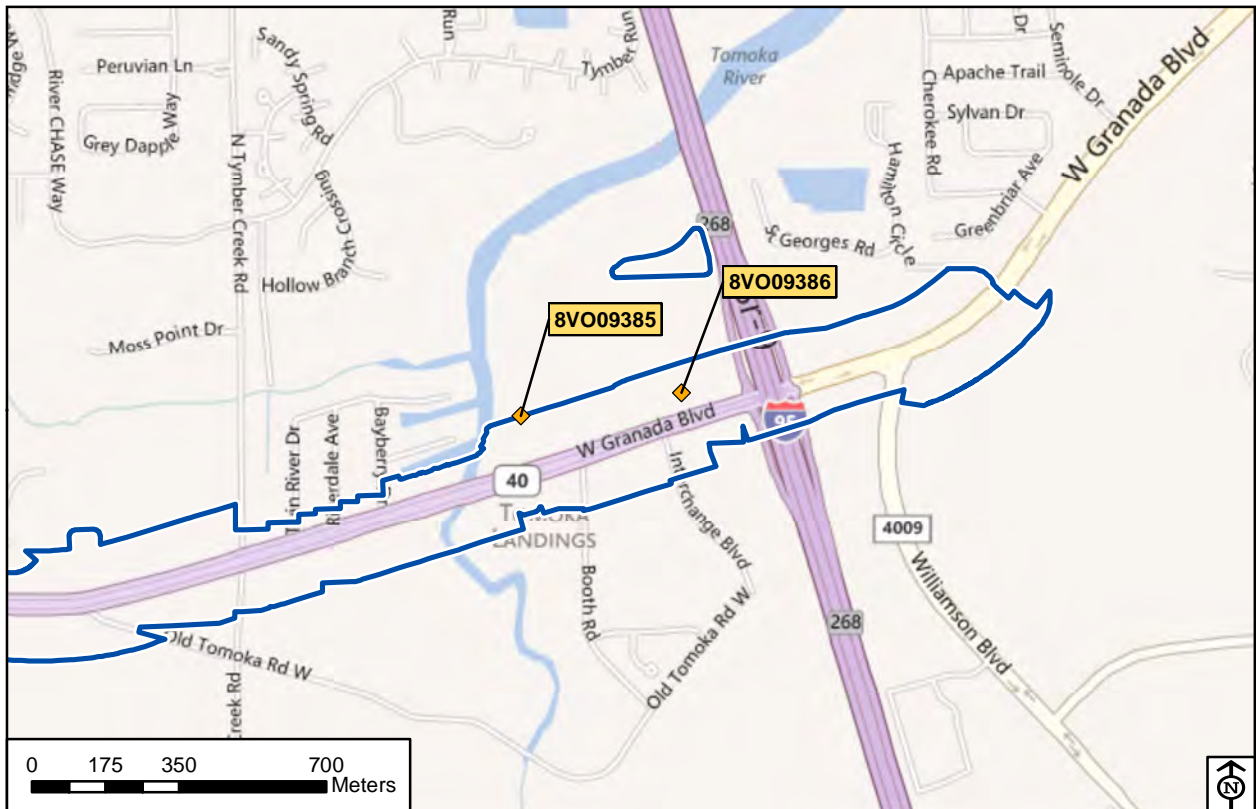 Run
Sandy Spring Rd
Peruvian Ln
Grey Dapple Way
River CHASE Way
N Tymber Creek Rd
Tymber Run
Tomoka
River
Dr
Seminole Dr
Apache Trail
Cherokee Rd
Sylvan Dr
W Granada Blvd
Hamilton Circle
Greenbriar Ave
Hollow Branch Crossing
268
St Georges Rd
8VO09386
8VO09385
Moss Point Dr
Riverdale Ave
W Granada Blvd
95
40
TOMOKA
LANDINGS
Interchange Blvd
4009
Booth Rd
Williamson Blvd
268
Old Tomoka Rd W
Old Tomoka Rd W
Creek Rd
0 175 350 700
Meters
N